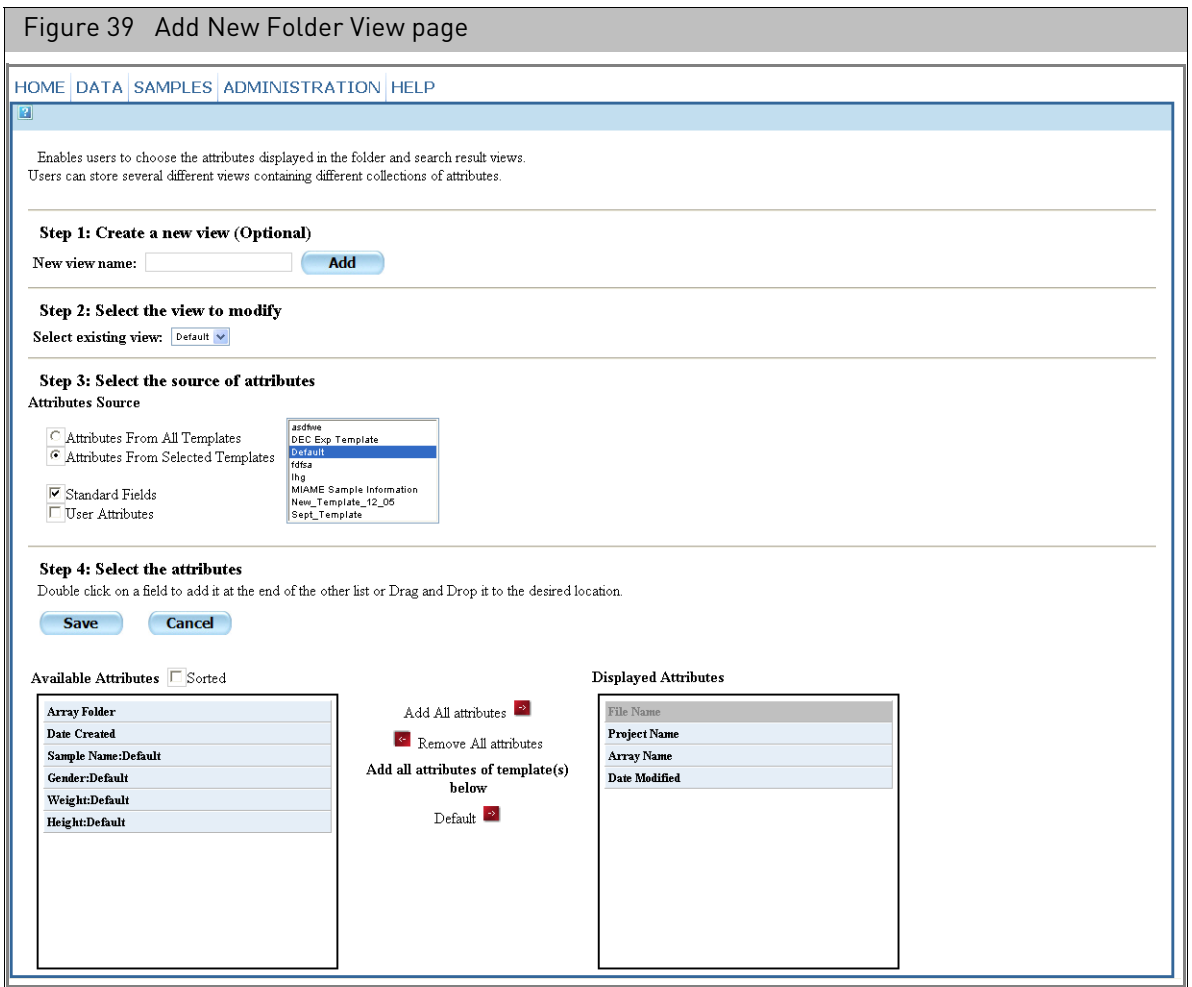 Figure 39 Add New Folder View page
HOME DATA SAMPLES ADMINISTRATION HELP
?
Enables users to choose the attributes displayed in the folder and search result views.
Users can store several different views containing different collections of attributes.
Step 1: Create a new view (Optional)
New view name: Add
Step 2: Select the view to modify
Select existing view: Default
Step 3: Select the source of attributes
Attributes Source
Attributes From All Templates
Attributes From Selected Templates
Standard Fields
User Attributes
asdfwe
DEC Exp Template
Default
fdfsa
lhg
MIAME Sample Information
New_Template_12_05
Sept_Template
Step 4: Select the attributes
Double click on a field to add it at the end of the other list or Drag and Drop it to the desired location.
Save Cancel
Available Attributes Sorted
Array Folder
Date Created
Sample Name:Default
Gender:Default
Weight:Default
Height:Default
Add All attributes ->
<- Remove All attributes
Add all attributes of template(s)
below
Default ->
Displayed Attributes
File Name
Project Name
Array Name
Date Modified